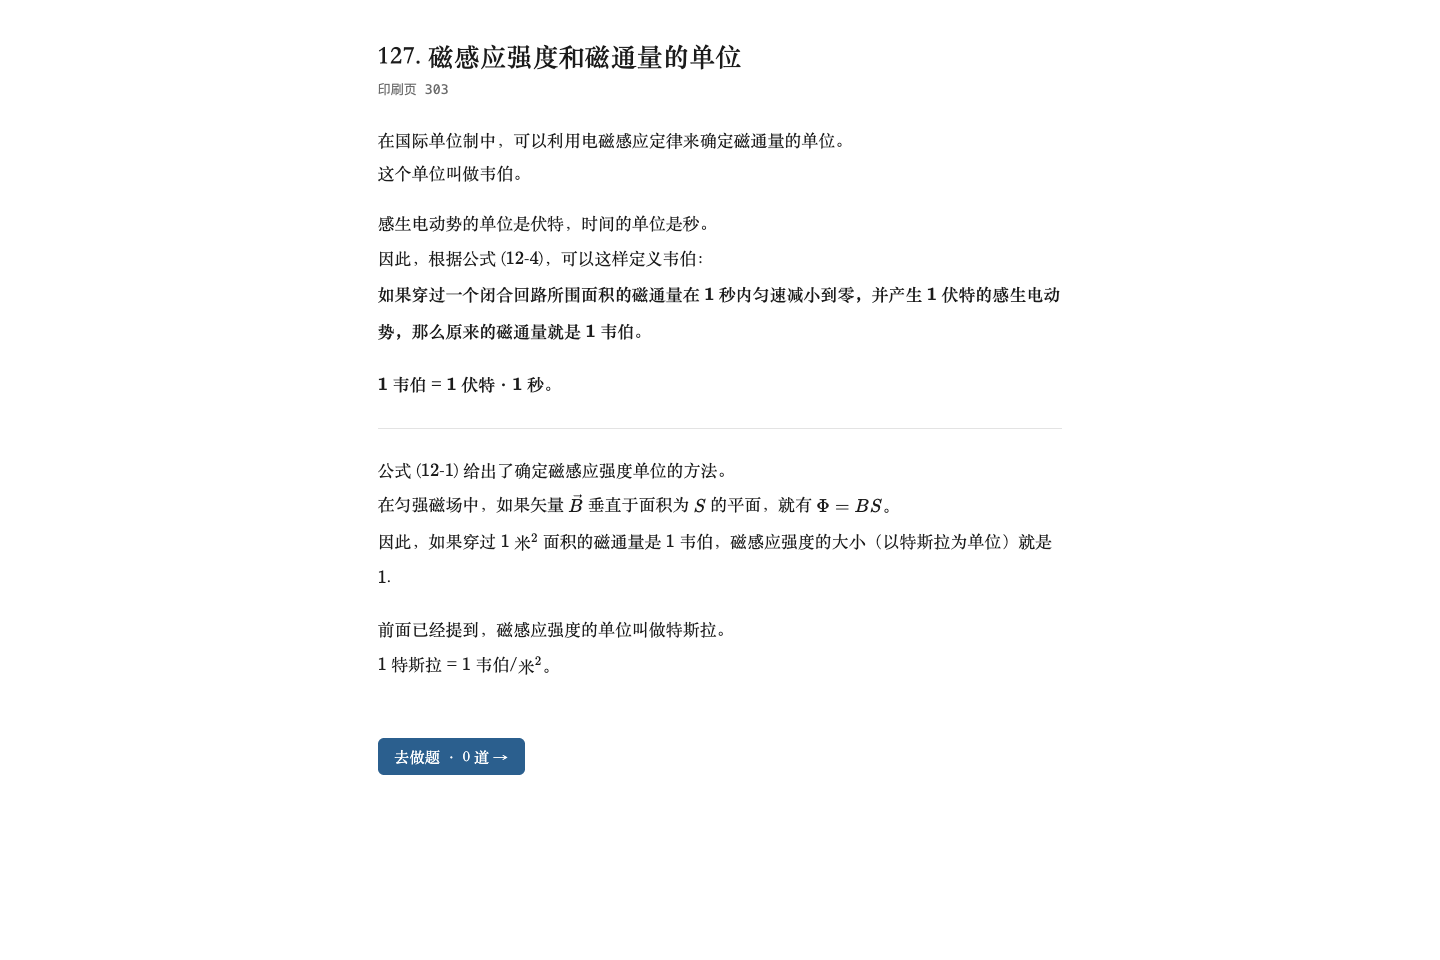 127. 磁感应强度和磁通量的单位
印刷页 303
在国际单位制中，可以利用电磁感应定律来确定磁通量的单位。
这个单位叫做韦伯。
感生电动势的单位是伏特，时间的单位是秒。
因此，根据公式 (12-4)，可以这样定义韦伯：
如果穿过一个闭合回路所围面积的磁通量在 1 秒内匀速减小到零，并产生 1 伏特的感生电动
势，那么原来的磁通量就是 1 韦伯。
1 韦伯 = 1 伏特 · 1 秒。
公式 (12-1) 给出了确定磁感应强度单位的方法。
在匀强磁场中，如果矢量 B⃗ 垂直于面积为 S 的平面，就有 Φ = BS。
因此，如果穿过 1 米² 面积的磁通量是 1 韦伯，磁感应强度的大小（以特斯拉为单位）就是
1.
前面已经提到，磁感应强度的单位叫做特斯拉。
1 特斯拉 = 1 韦伯/米²。
去做题 · 0 道 →